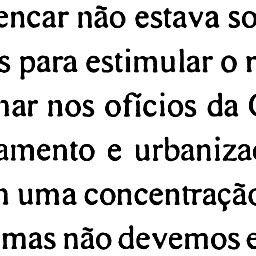 encar não estava so
s para estimular o r
nar nos ofícios da
amento e urbaniza
uma concentração
mas não devemos e